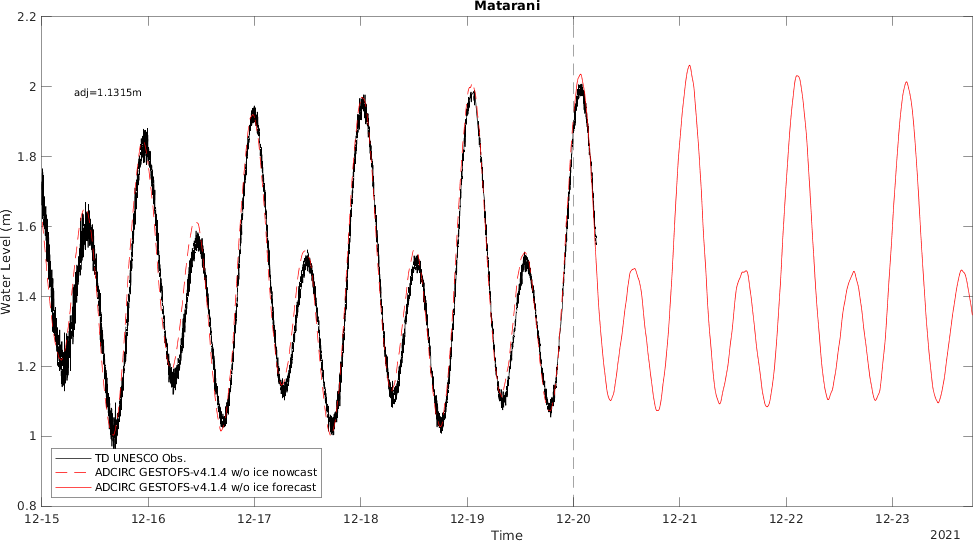 Matarani
2.2
2
1.8
1.6
1.4
1.2
1
0.8
Water Level (m)
adj=1.1315m
TD UNESCO Obs.
ADCIRC GESTOFS-v4.1.4 w/o ice nowcast
ADCIRC GESTOFS-v4.1.4 w/o ice forecast
12-15 12-16 12-17 12-18 12-19 12-20 12-21 12-22 12-23
Time
2021